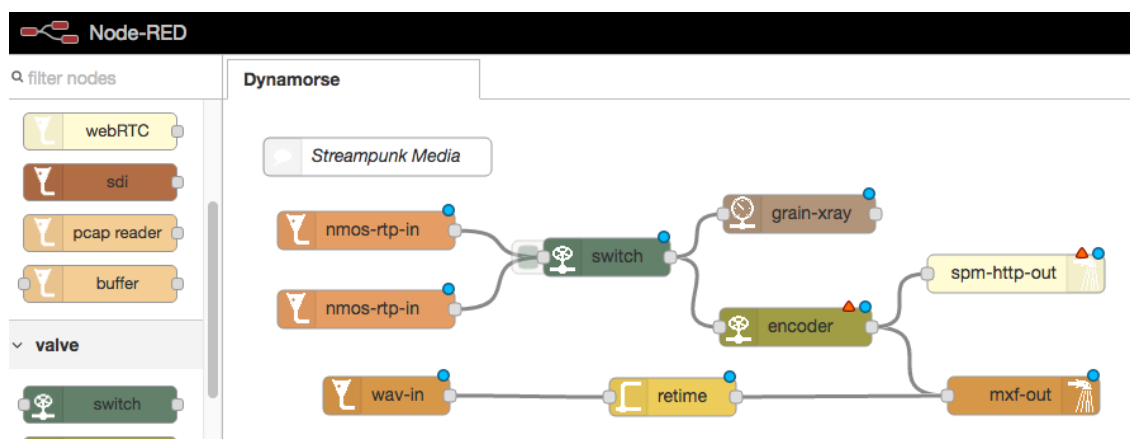 Node-RED
filter nodes
Dynamorse
webRTC
sdi
pcap reader
buffer
valve
switch
Streampunk Media
nmos-rtp-in
grain-xray
switch
spm-http-out
nmos-rtp-in
encoder
wav-in
retime
mxf-out